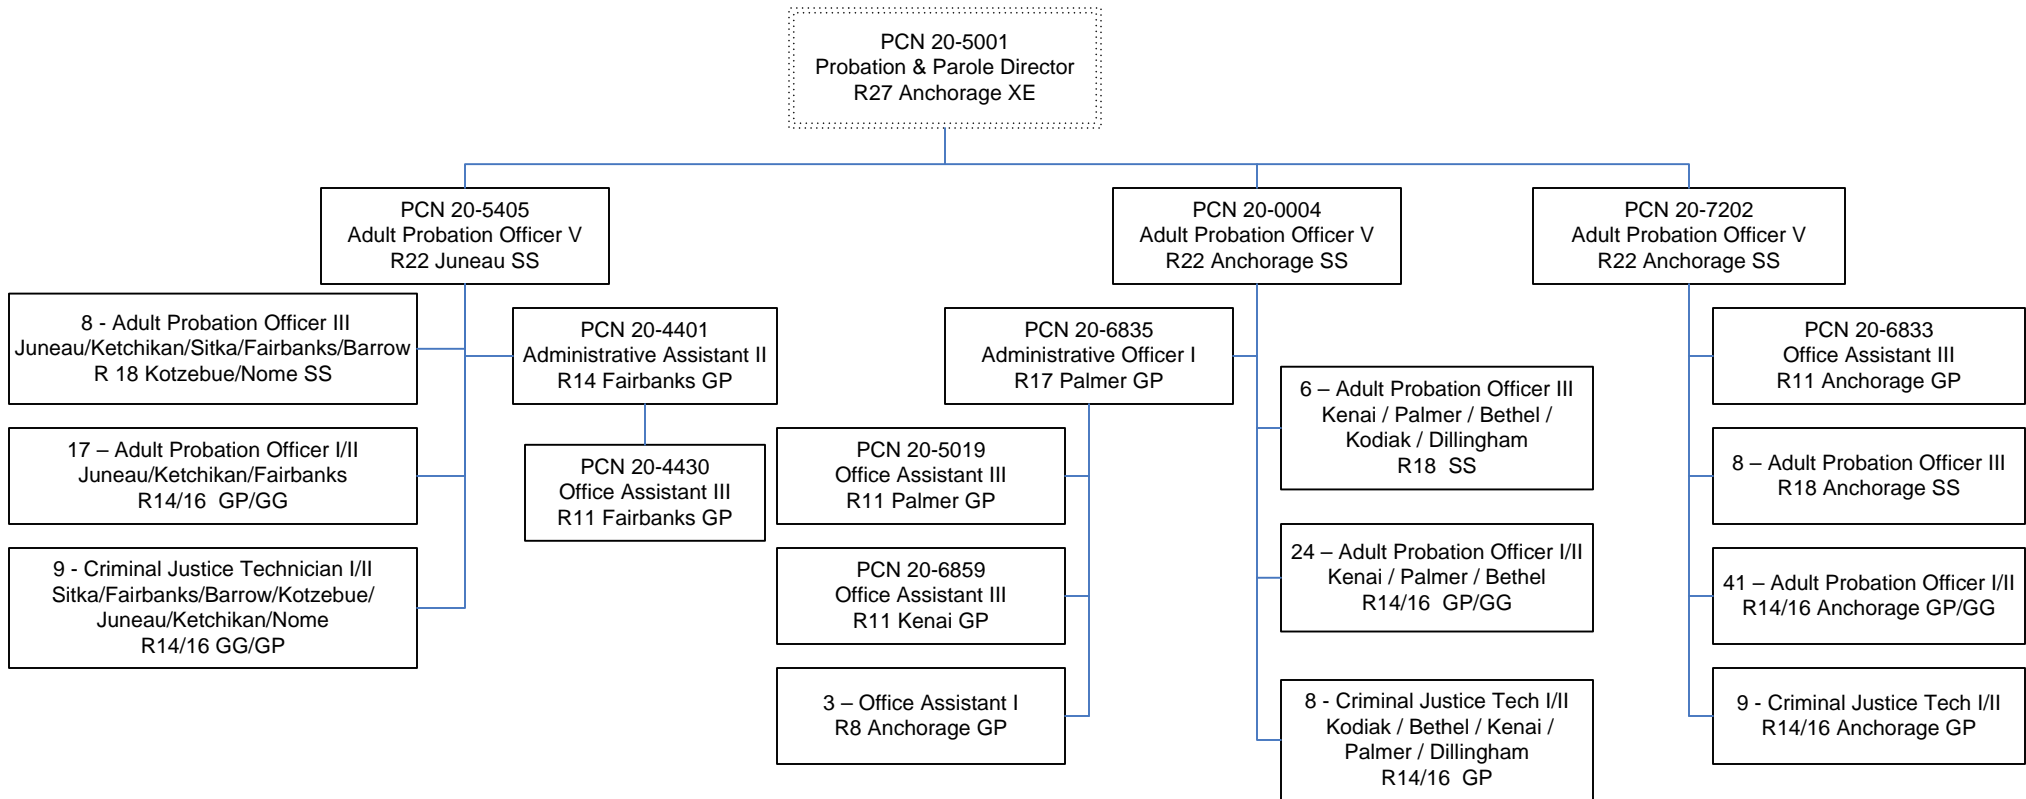 PCN 20-5001
Probation & Parole Director
R27 Anchorage XE
PCN 20-5405
Adult Probation Officer V
R22 Juneau SS
PCN 20-0004
Adult Probation Officer V
R22 Anchorage SS
PCN 20-7202
Adult Probation Officer V
R22 Anchorage SS
8 - Adult Probation Officer III
Juneau/Ketchikan/Sitka/Fairbanks/Barrow
R 18 Kotzebue/Nome SS
17 – Adult Probation Officer I/II
Juneau/Ketchikan/Fairbanks
R14/16  GP/GG
9 - Criminal Justice Technician I/II
Sitka/Fairbanks/Barrow/Kotzebue/
Juneau/Ketchikan/Nome
R14/16 GG/GP
PCN 20-4401
Administrative Assistant II
R14 Fairbanks GP
PCN 20-4430
Office Assistant III
R11 Fairbanks GP
PCN 20-6835
Administrative Officer I
R17 Palmer GP
PCN 20-5019
Office Assistant III
R11 Palmer GP
PCN 20-6859
Office Assistant III
R11 Kenai GP
3 – Office Assistant I
R8 Anchorage GP
6 – Adult Probation Officer III
Kenai / Palmer / Bethel /
Kodiak / Dillingham
R18  SS
24 – Adult Probation Officer I/II
Kenai / Palmer / Bethel
R14/16  GP/GG
8 - Criminal Justice Tech I/II
Kodiak / Bethel / Kenai /
Palmer / Dillingham
R14/16  GP
PCN 20-6833
Office Assistant III
R11 Anchorage GP
8 – Adult Probation Officer III
R18 Anchorage SS
41 – Adult Probation Officer I/II
R14/16 Anchorage GP/GG
9 - Criminal Justice Tech I/II
R14/16 Anchorage GP